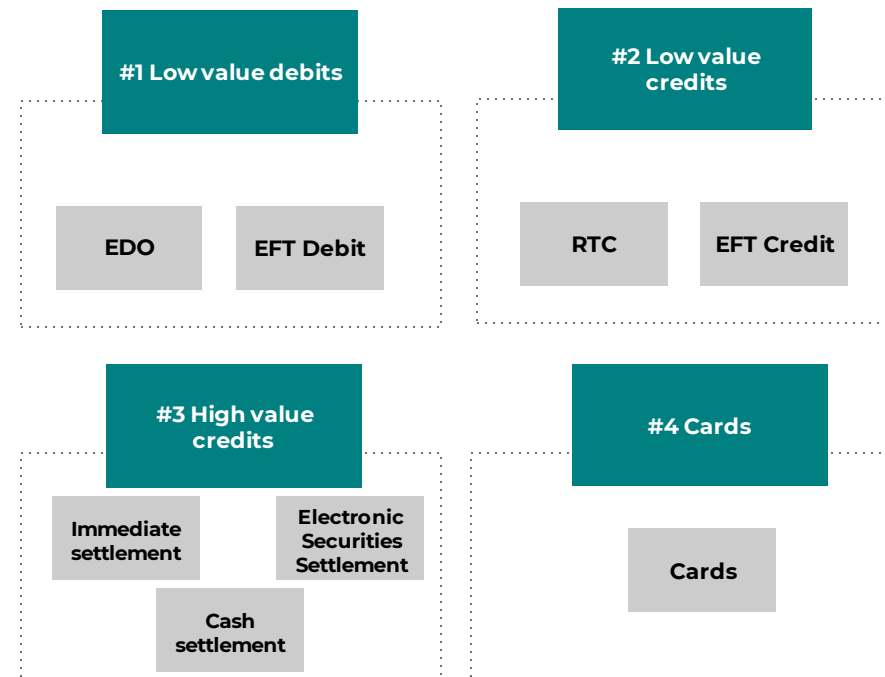 #1 Low value debits
#2 Low value
credits
EDO
EFT Debit
RTC
EFT Credit
#3 High value
credits
#4 Cards
Immediate
settlement
Electronic
Securities
Settlement
Cash
settlement
Cards